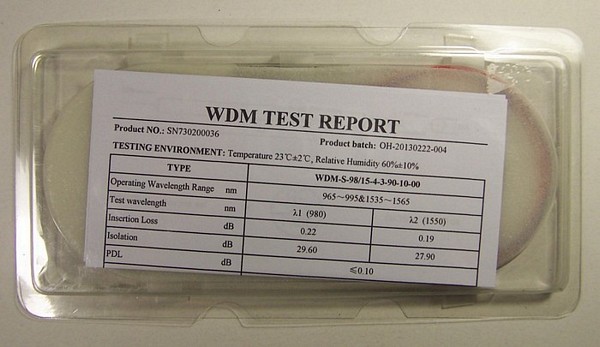 WDM TEST REPORT
Product NO.: SN730200036 Product batch: OH-20130222-004
TESTING ENVIRONMENT: Temperature 23℃±2℃, Relative Humidity 60%±10%
TYPE WDM-S-98/15-4-3-90-10-00
Operating Wavelength Range nm 965～995&1535～1565
Test wavelength nm λ1 (980) λ2 (1550)
Insertion Loss dB 0.22 0.19
Isolation dB 29.60 27.90
PDL dB ≤0.10